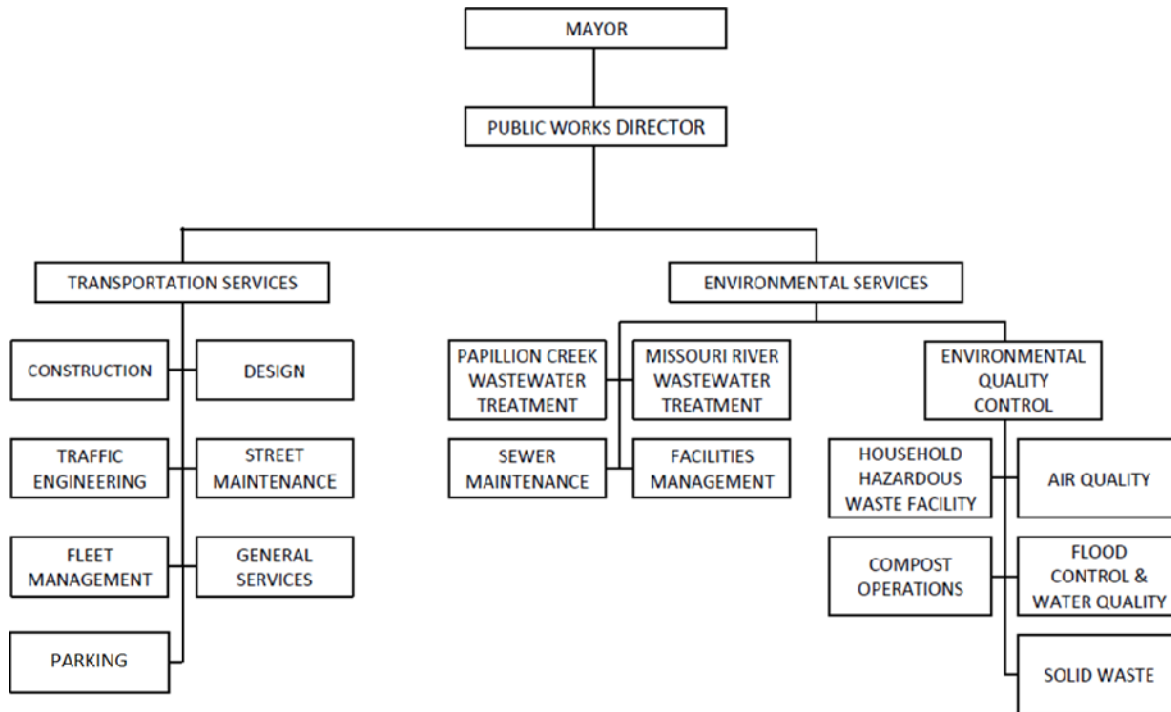 MAYOR
PUBLIC WORKS DIRECTOR
TRANSPORTATION SERVICES
ENVIRONMENTAL SERVICES
CONSTRUCTION
DESIGN
TRAFFIC
ENGINEERING
STREET
MAINTENANCE
FLEET
MANAGEMENT
GENERAL
SERVICES
PARKING
PAPILLION CREEK
WASTEWATER
TREATMENT
MISSOURI RIVER
WASTEWATER
TREATMENT
SEWER
MAINTENANCE
FACILITIES
MANAGEMENT
ENVIRONMENTAL
QUALITY
CONTROL
HOUSEHOLD
HAZARDOUS
WASTE FACILITY
AIR QUALITY
COMPOST
OPERATIONS
FLOOD
CONTROL &
WATER QUALITY
SOLID WASTE